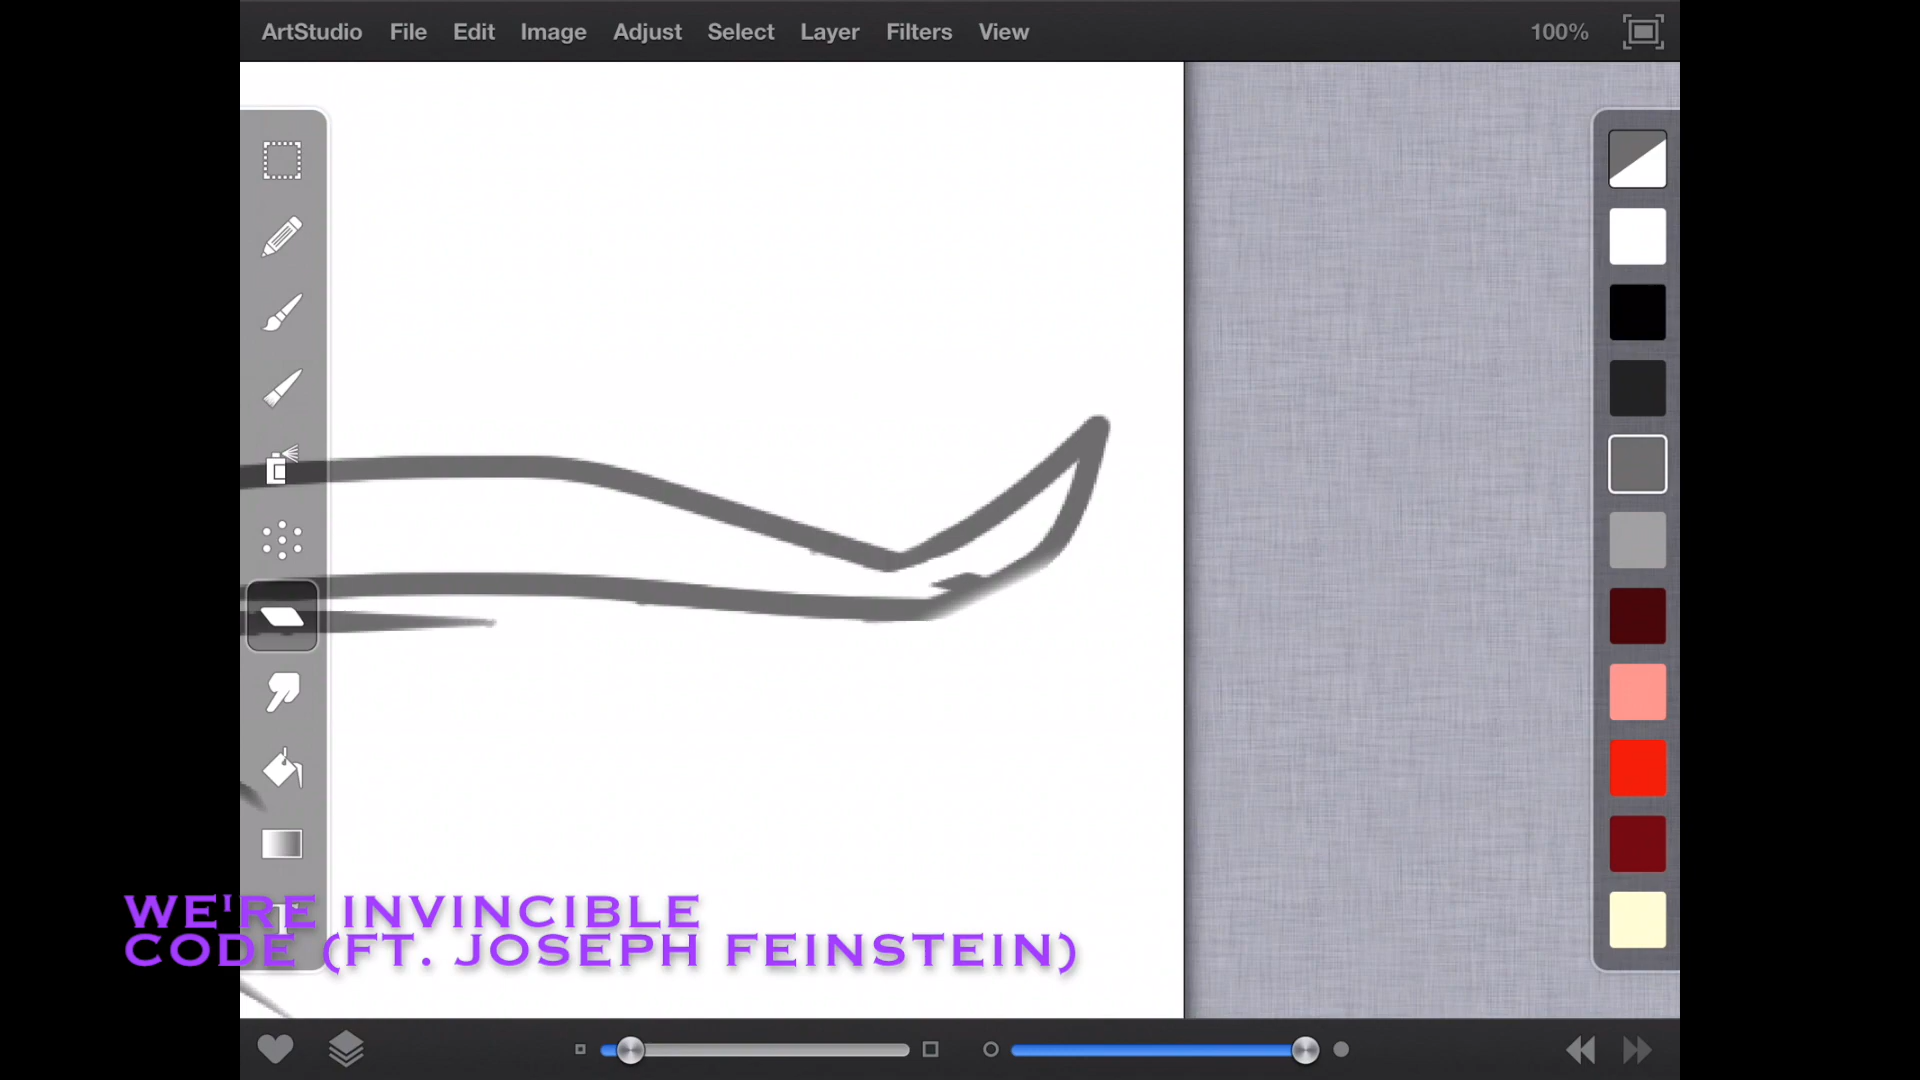 ArtStudio File Edit Image Adjust Select Layer Filters View 100%
WE'RE INVINCIBLE
CODE (FT. JOSEPH FEINSTEIN)